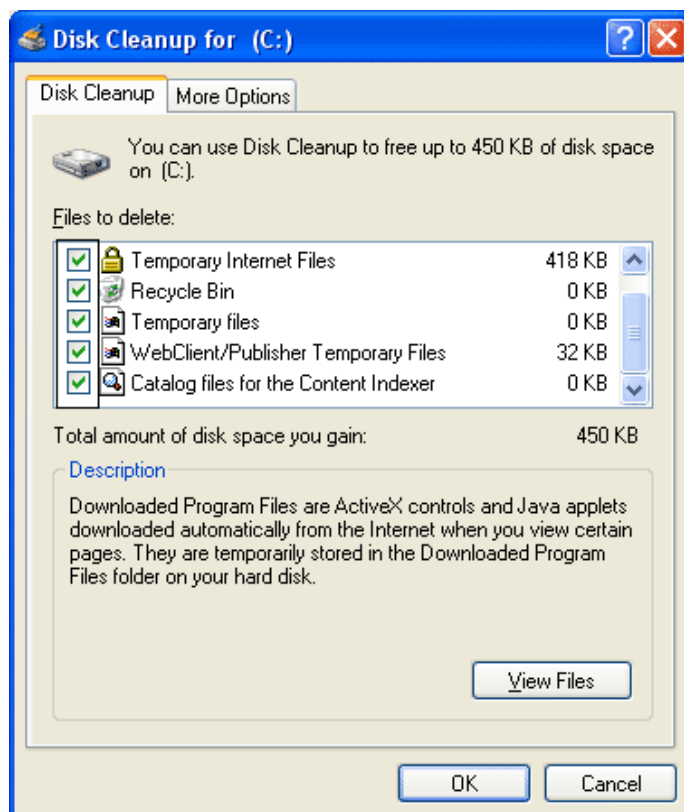 Disk Cleanup for (C:)
Disk Cleanup
More Options
You can use Disk Cleanup to free up to 450 KB of disk space
on (C:).
Files to delete:
Temporary Internet Files 418 KB
Recycle Bin 0 KB
Temporary files 0 KB
WebClient/Publisher Temporary Files 32 KB
Catalog files for the Content Indexer 0 KB
Total amount of disk space you gain: 450 KB
Description
Downloaded Program Files are ActiveX controls and Java applets
downloaded automatically from the Internet when you view certain
pages. They are temporarily stored in the Downloaded Program
Files folder on your hard disk.
View Files
OK Cancel